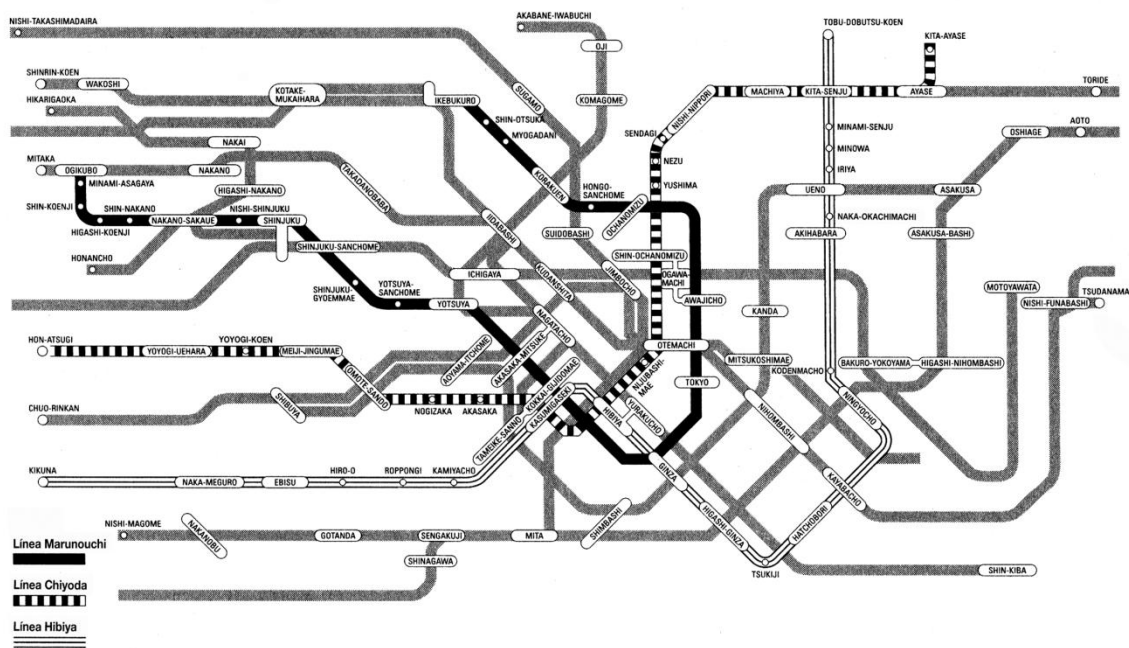 NISHI-TAKASHIMADAIRA
AKABANE-IWABUCHI
TOBU-DOBUTSU-KOEN
KITA-AYASE
OJI
SHINRIN-KOEN
WAKOSHI
KOTAKE-
MUKAIHARA
IKEBUKURO
SUGAMO
KOMAGOME
NISHI-NIPPORI
MACHIYA
KITA-SENJU
AYASE
TORIDE
HIKARIGAOKA
SHIN-OTSUKA
MYOGADANI
SENDAGI
MINAMI-SENJU
OSHIAGE
AOTO
NAKAI
MINOWA
MITAKA
OGIKUBO
NAKANO
TAKADANOBABA
KORAKUEN
NEZU
IRIYA
MINAMI-ASAGAYA
HIGASHI-NAKANO
HONGO-
SANCHOME
YUSHIMA
UENO
ASAKUSA
SHIN-KOENJI
SHIN-NAKANO
NISHI-SHINJUKU
OCHANOMIZU
NAKA-OKACHIMACHI
HIGASHI-KOENJI
NAKANO-SAKAUE
SHINJUKU
IIDABASHI
SUIDOBASHI
AKIHABARA
ASAKUSA-BASHI
SHINJUKU-SANCHOME
SHIN-OCHANOMIZU
HONANCHO
ICHIGAYA
KUDANSHITA
JIMBOCHO
OGAWA-
MACHI
SHINJUKU-
GYOEMMAE
YOTSUYA-
SANCHOME
YOTSUYA
AWAJICHO
KANDA
MOTOYAWATA
TSUDANAMA
NISHI-FUNABASHI
NAGATACHO
HON-ATSUGI
YOYOGI-UEHARA
YOYOGI-KOEN
MEIJI-JINGUMAE
AOYAMA-ITCHOME
AKASAKA-MITSUKE
OTEMACHI
MITSUKOSHIMAE
BAKURO-YOKOYAMA
HIGASHI-NIHOMBASHI
KODENMACHO
OMOTE-SANDO
KOKKAI-GIJIDOMAE
NIJUBASHI-
MAE
TOKYO
NINGYOCHO
CHUO-RINKAN
SHIBUYA
NOGIZAKA
AKASAKA
KASUMIGASEKI
HIBIYA
YURAKUCHO
NIHOMBASHI
TAMEIKE-SANNO
KIKUNA
NAKA-MEGURO
EBISU
HIRO-O
ROPPONGI
KAMIYACHO
GINZA
KAYABACHO
HATCHOBORI
NISHI-MAGOME
NAKANOBU
GOTANDA
SENGAKUJI
MITA
SHIMBASHI
HIGASHI-GINZA
SHINAGAWA
TSUKIJI
SHIN-KIBA
Línea Marunouchi
Línea Chiyoda
Línea Hibiya